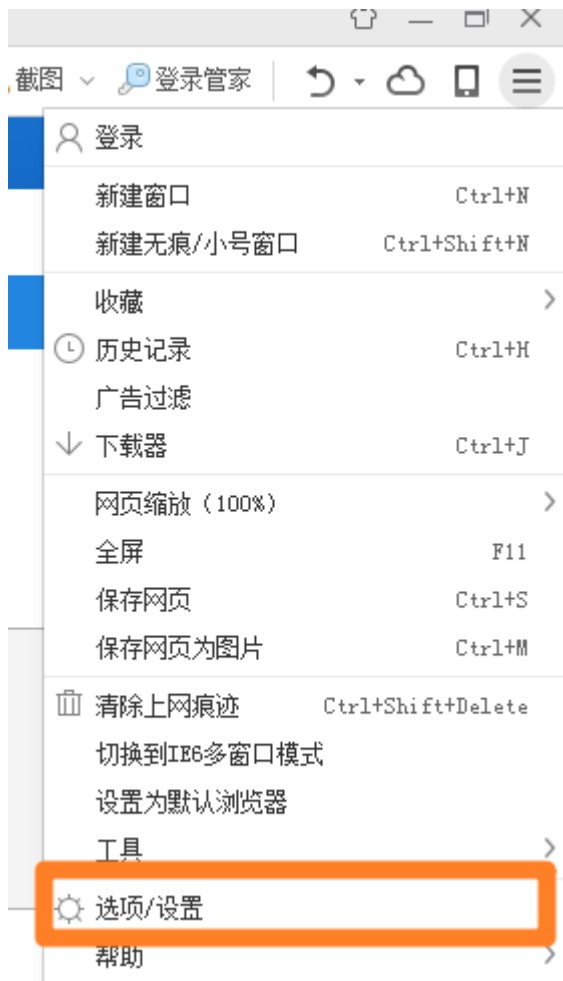 截图 登录管家
登录
新建窗口 Ctrl+N
新建无痕/小号窗口 Ctrl+Shift+N
收藏
历史记录 Ctrl+H
广告过滤
下载器 Ctrl+J
网页缩放（100%）
全屏 F11
保存网页 Ctrl+S
保存网页为图片 Ctrl+M
清除上网痕迹 Ctrl+Shift+Delete
切换到IE6多窗口模式
设置为默认浏览器
工具
选项/设置
帮助